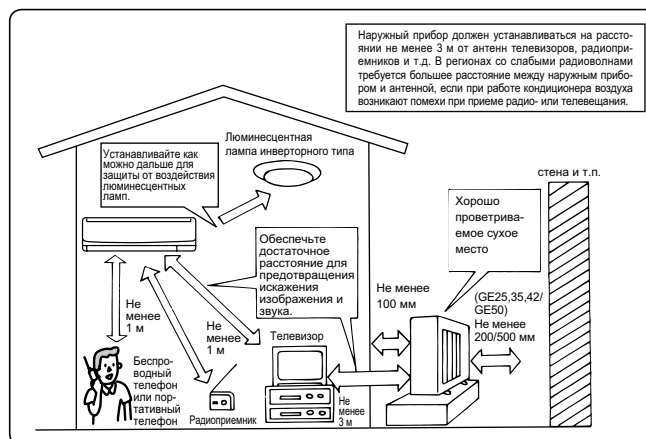 Наружный прибор должен устанавливаться на рассто-
янии не менее 3 м от антенн телевизоров, радиопри-
емников и т.д. В регионах со слабыми радиоволнами
требуется большее расстояние между наружным прибо-
ром и антенной, если при работе кондиционера воздуха
возникают помехи при приеме радио- или телевещания.
Люминесцентная
лампа инверторного типа
Устанавливайте как
можно дальше для
защиты от воздействия
люминесцентных
ламп.
стена и т.п.
Хорошо
проветрива-
емое сухое
место
Обеспечьте
достаточное
расстояние для
предотвращения
искажения
изображения и
звука.
Не менее
100 мм
(GE25,35,42/
GE50)
Не менее
200/500 мм
Не
менее
1 м
Не
менее
1 м
Телевизор
Беспро-
водный
телефон
или пор-
тативный
телефон
Радиоприемник
Не
менее
3 м